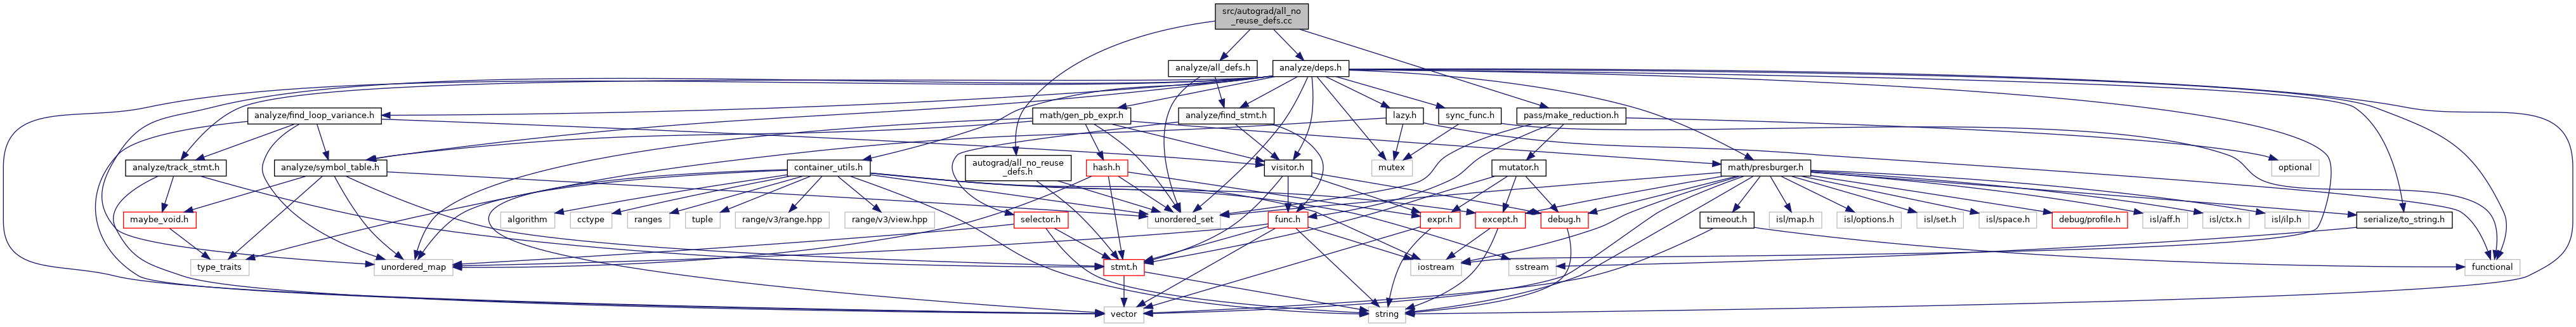 src/autograd/all_no
_reuse_defs.cc
analyze/all_defs.h
analyze/deps.h
analyze/find_loop_variance.h
math/gen_pb_expr.h
analyze/find_stmt.h
lazy.h
sync_func.h
pass/make_reduction.h
analyze/track_stmt.h
analyze/symbol_table.h
container_utils.h
autograd/all_no_reuse
_defs.h
hash.h
visitor.h
mutex
mutator.h
math/presburger.h
optional
maybe_void.h
algorithm
cctype
ranges
tuple
range/v3/range.hpp
range/v3/view.hpp
selector.h
unordered_set
func.h
expr.h
except.h
debug.h
timeout.h
isl/map.h
isl/options.h
isl/set.h
isl/space.h
debug/profile.h
isl/aff.h
isl/ctx.h
isl/ilp.h
serialize/to_string.h
type_traits
unordered_map
stmt.h
iostream
sstream
functional
vector
string